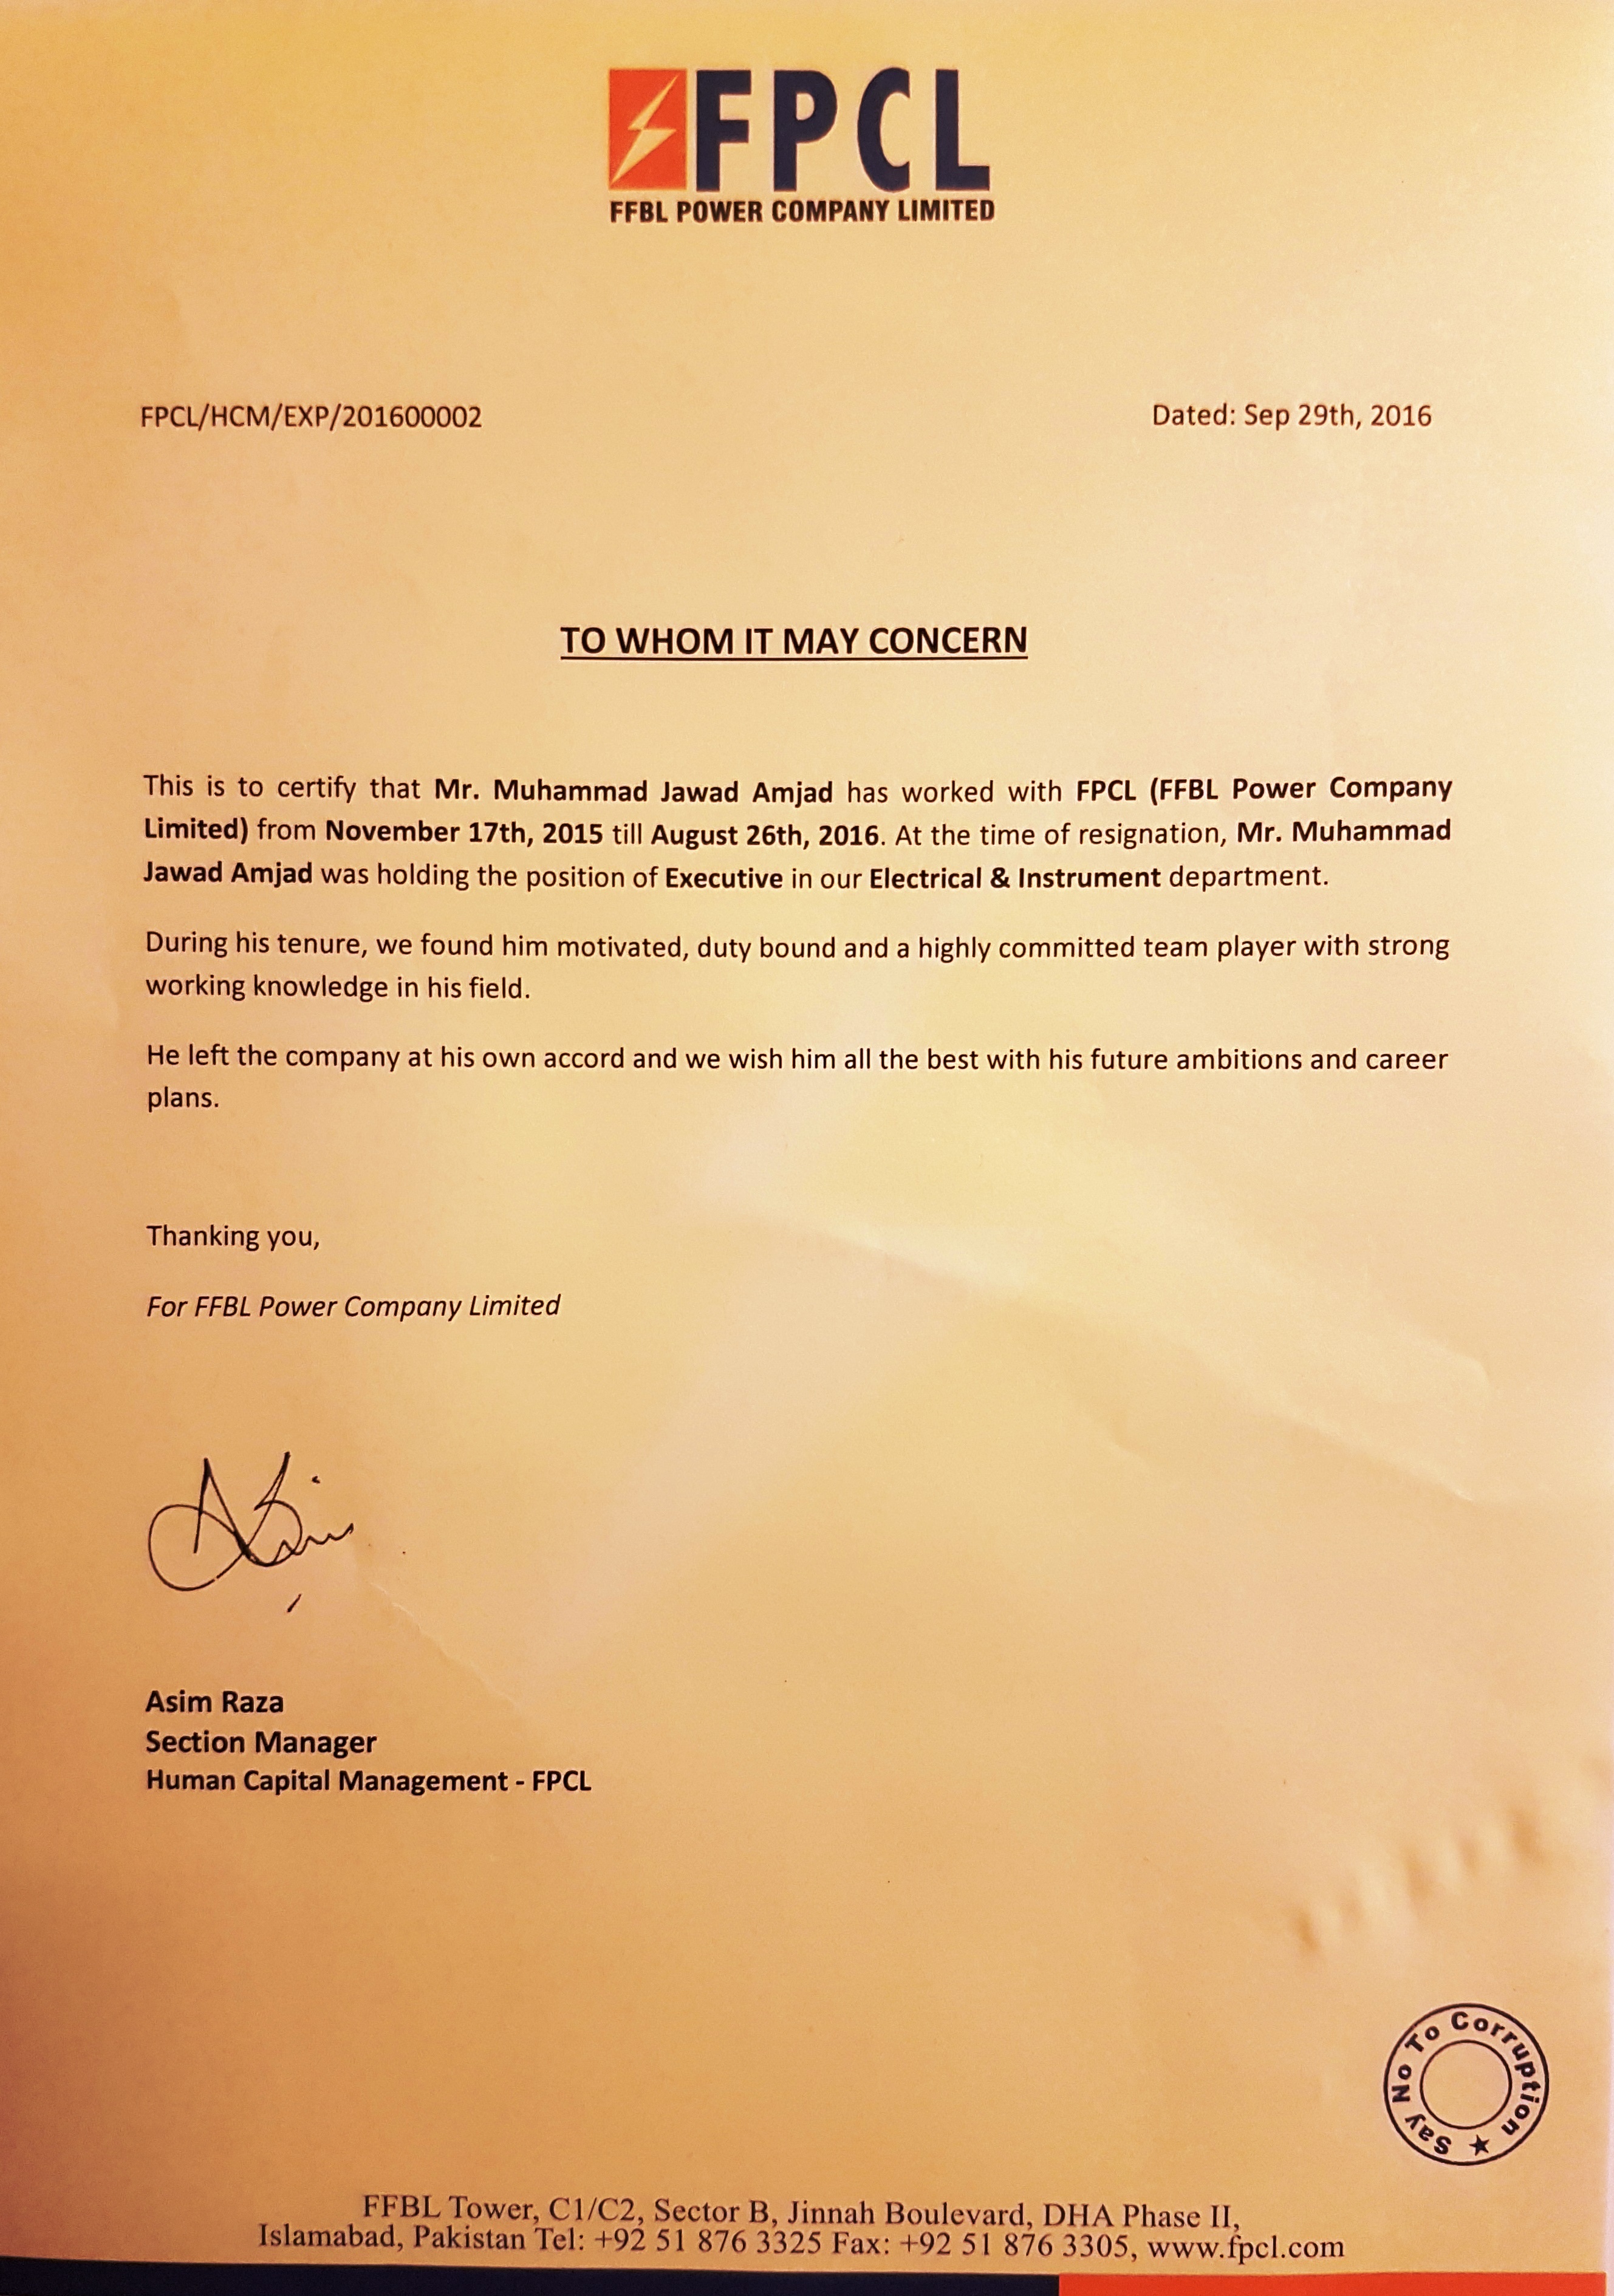 FPCL
FFBL POWER COMPANY LIMITED
FPCL/HCM/EXP/201600002
Dated: Sep 29th, 2016
TO WHOM IT MAY CONCERN
This is to certify that Mr. Muhammad Jawad Amjad has worked with FPCL (FFBL Power Company
Limited) from November 17th, 2015 till August 26th, 2016. At the time of resignation, Mr. Muhammad
Jawad Amjad was holding the position of Executive in our Electrical & Instrument department.
During his tenure, we found him motivated, duty bound and a highly committed team player with strong
working knowledge in his field.
He left the company at his own accord and we wish him all the best with his future ambitions and career
plans.
Thanking you,
For FFBL Power Company Limited
Asim
Asim Raza
Section Manager
Human Capital Management - FPCL
Say No To Corruption ★
FFBL Tower, C1/C2, Sector B, Jinnah Boulevard, DHA Phase II,
Islamabad, Pakistan Tel: +92 51 876 3325 Fax: +92 51 876 3305, www.fpcl.com